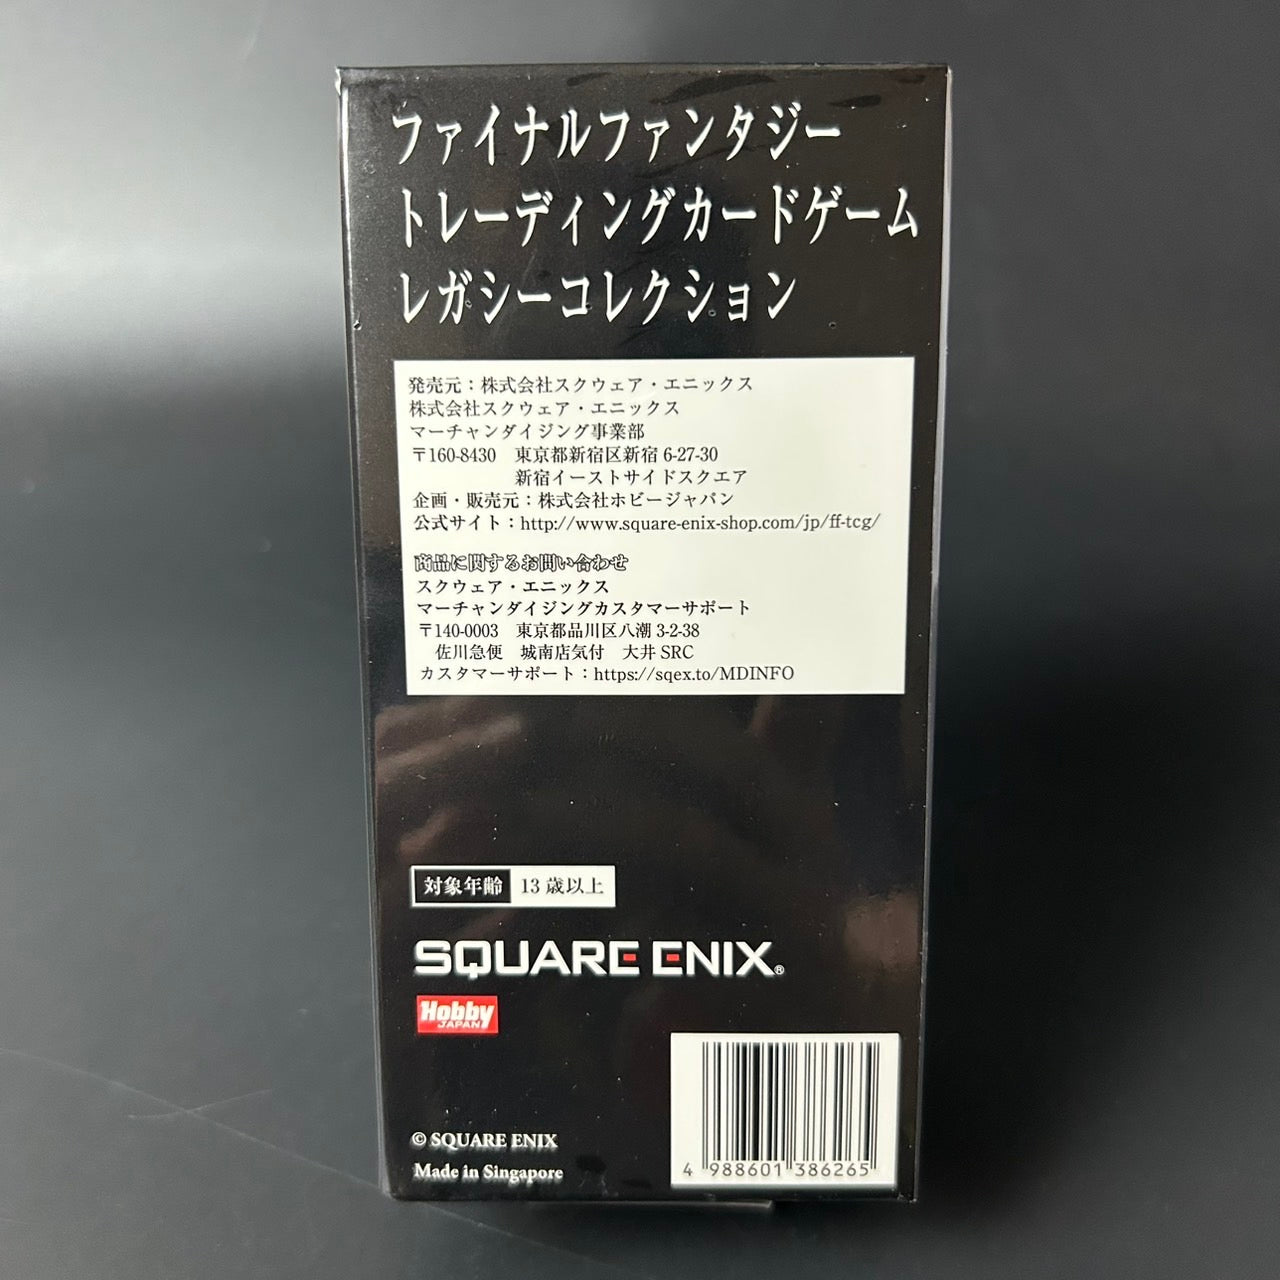 ファイナルファンタジー
トレーディングカードゲーム
レガシーコレクション
発売元：株式会社スクウェア・エニックス
株式会社スクウェア・エニックス
マーチャンダイジング事業部
〒160-8430 東京都新宿区新宿 6-27-30
新宿イーストサイドスクエア
企画・販売元：株式会社ホビージャパン
公式サイト：http://www.square-enix-shop.com/jp/ff-tcg/
商品に関するお問い合わせ
スクウェア・エニックス
マーチャンダイジングカスタマーサポート
〒140-0003 東京都品川区八潮 3-2-38
佐川急便 城南店気付 大井 SRC
カスタマーサポート：https://sqex.to/MDINFO
対象年齢 13 歳以上
SQUARE ENIX®
Hobby
JAPAN
© SQUARE ENIX
Made in Singapore
4 988601 386265